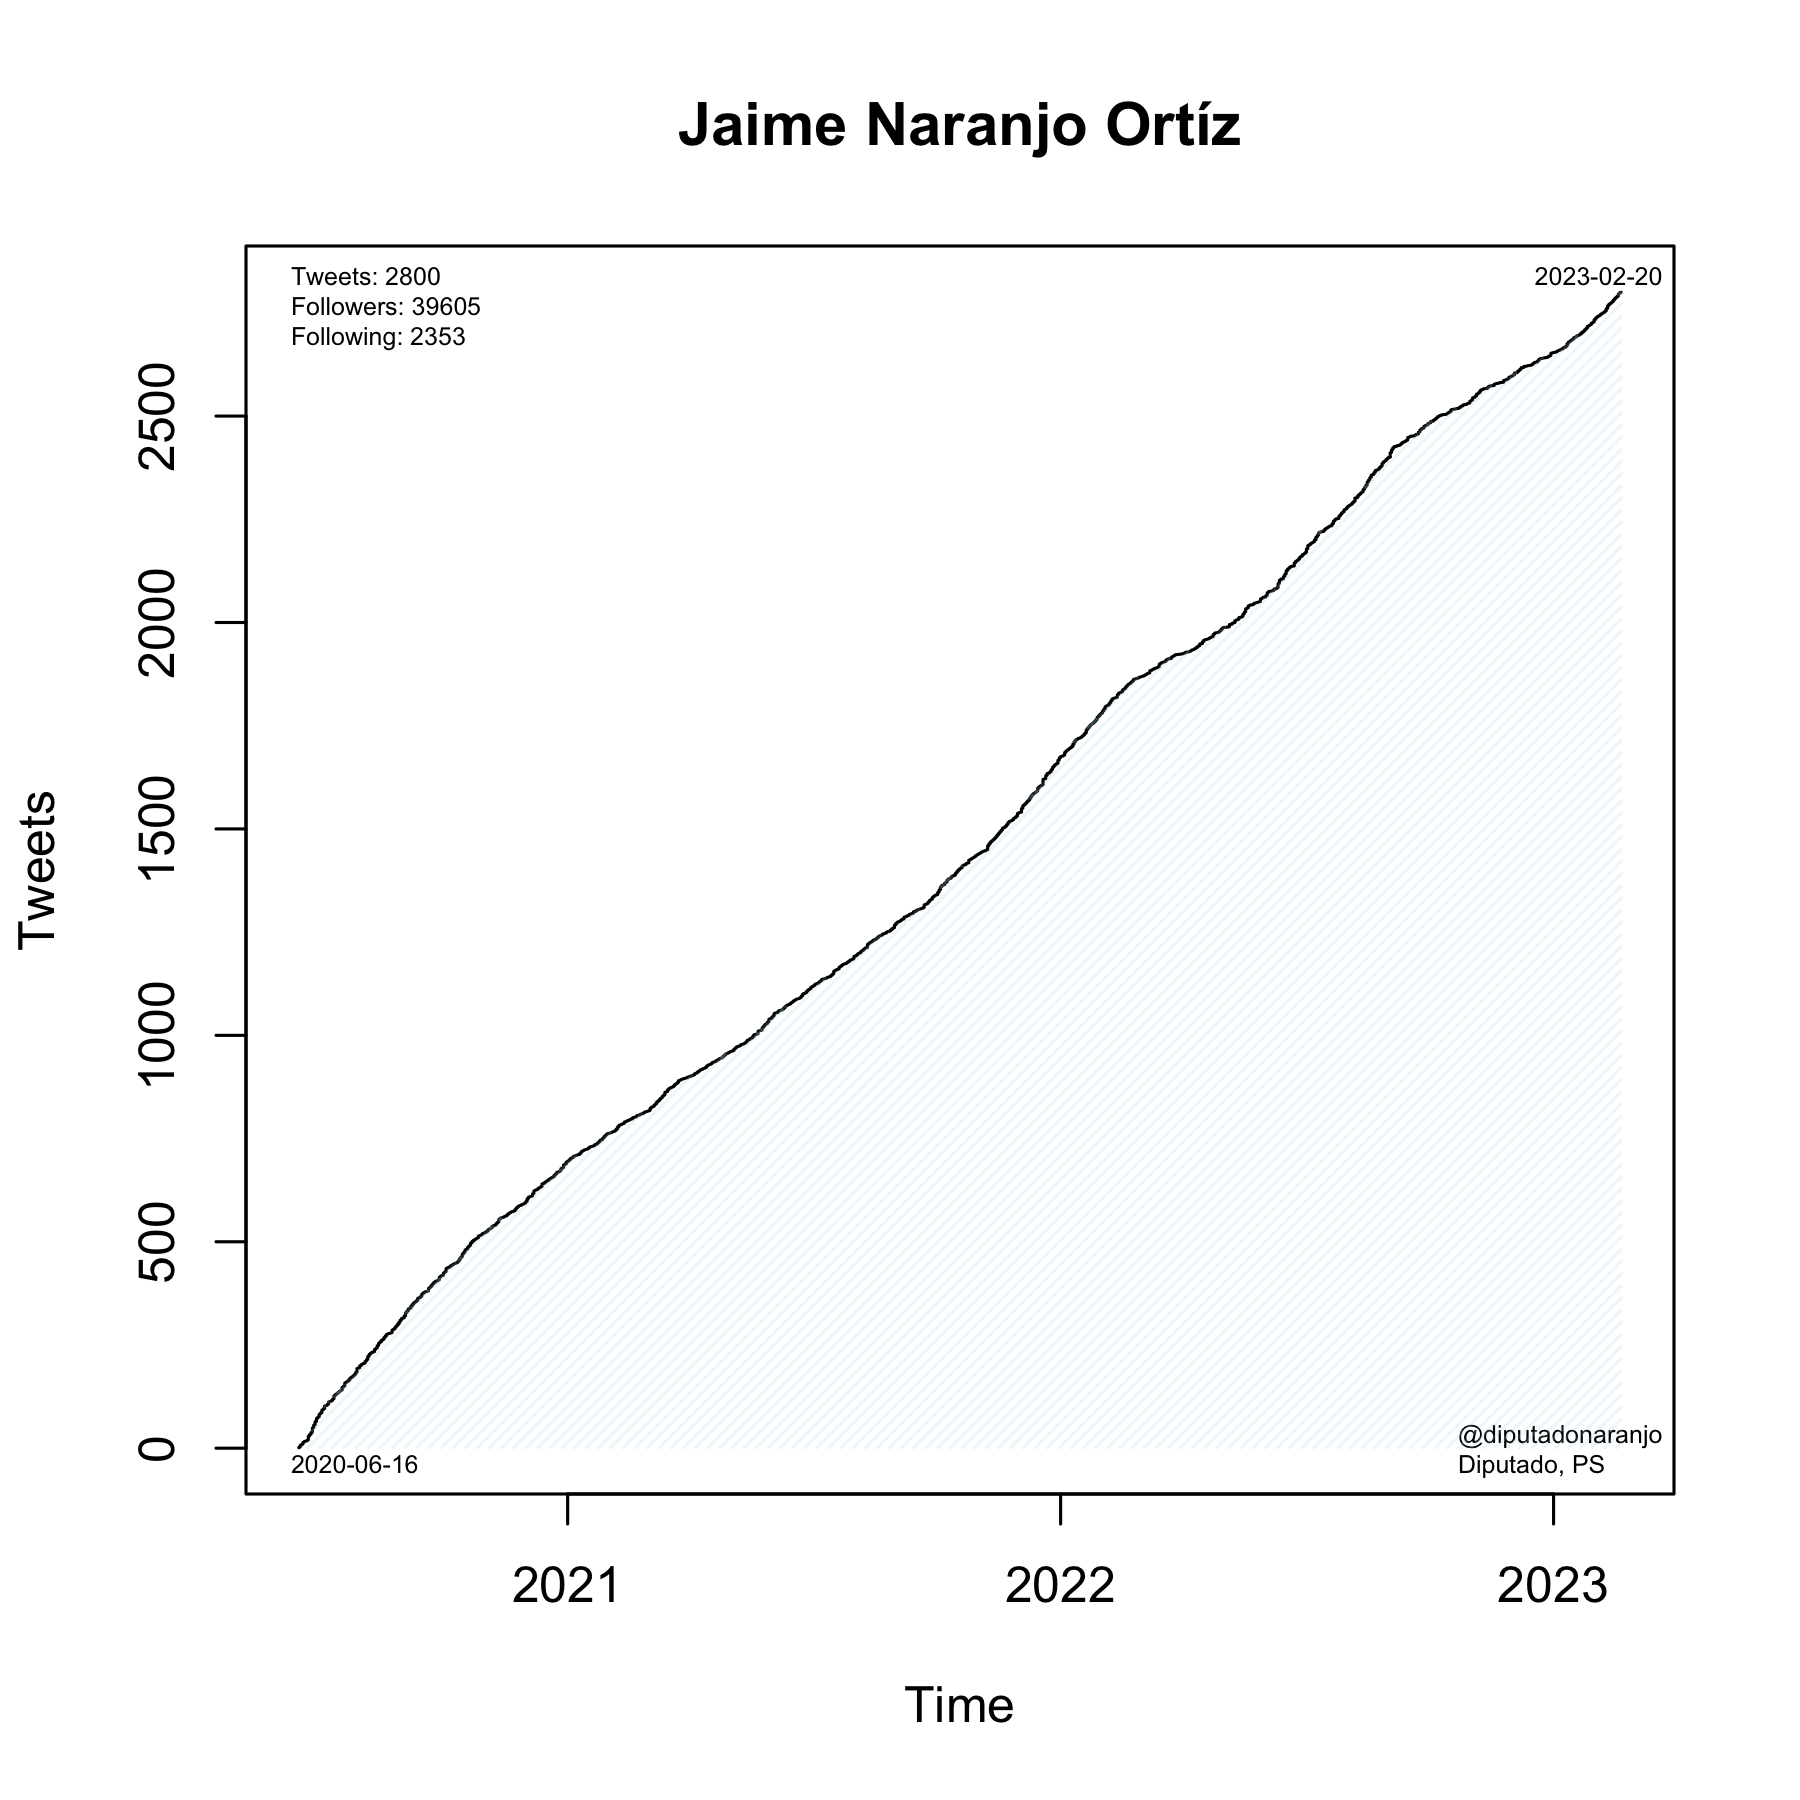 Jaime Naranjo Ortíz
Tweets: 2800
Followers: 39605
Following: 2353
2023-02-20
2500
2000
1500
1000
500
0
Tweets
2020-06-16
@diputadonaranjo
Diputado, PS
2021
2022
2023
Time